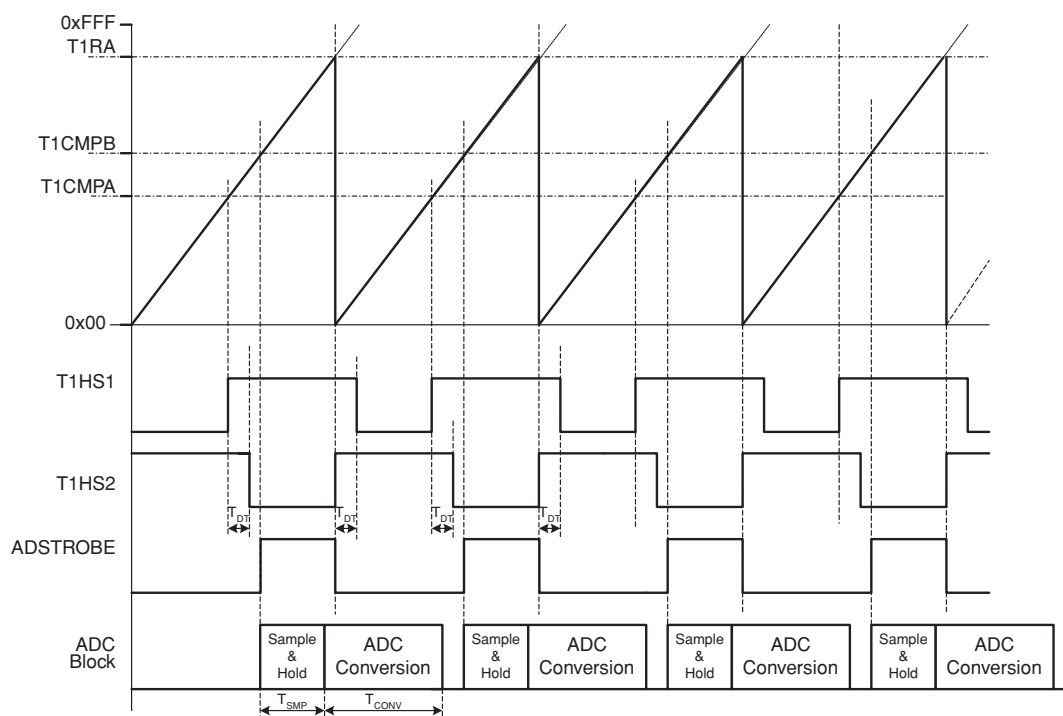 0xFFF
T1RA
T1CMPB
T1CMPA
0x00
T1HS1
T1HS2
TDT TDT TDT TDT
ADSTROBE
ADC
Block
Sample
&
Hold
ADC
Conversion
Sample
&
Hold
ADC
Conversion
Sample
&
Hold
ADC
Conversion
Sample
&
Hold
ADC
Conversion
TSMP TCONV